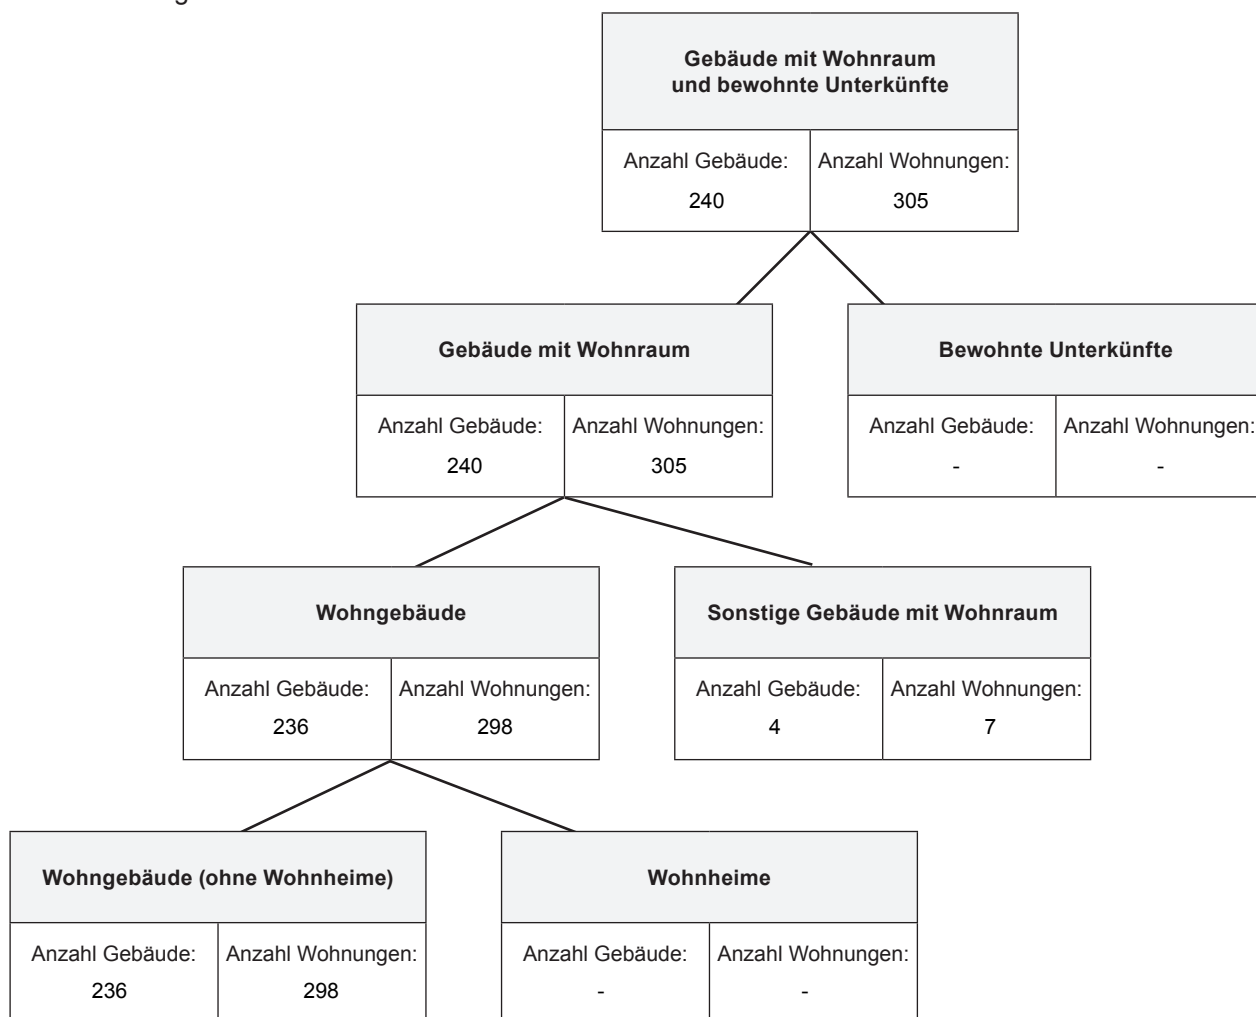 Gebäude mit Wohnraum
und bewohnte Unterkünfte
Anzahl Gebäude: Anzahl Wohnungen:
240 305
Gebäude mit Wohnraum
Anzahl Gebäude: Anzahl Wohnungen:
240 305
Bewohnte Unterkünfte
Anzahl Gebäude: Anzahl Wohnungen:
- -
Wohngebäude
Anzahl Gebäude: Anzahl Wohnungen:
236 298
Sonstige Gebäude mit Wohnraum
Anzahl Gebäude: Anzahl Wohnungen:
4 7
Wohngebäude (ohne Wohnheime)
Anzahl Gebäude: Anzahl Wohnungen:
236 298
Wohnheime
Anzahl Gebäude: Anzahl Wohnungen:
- -